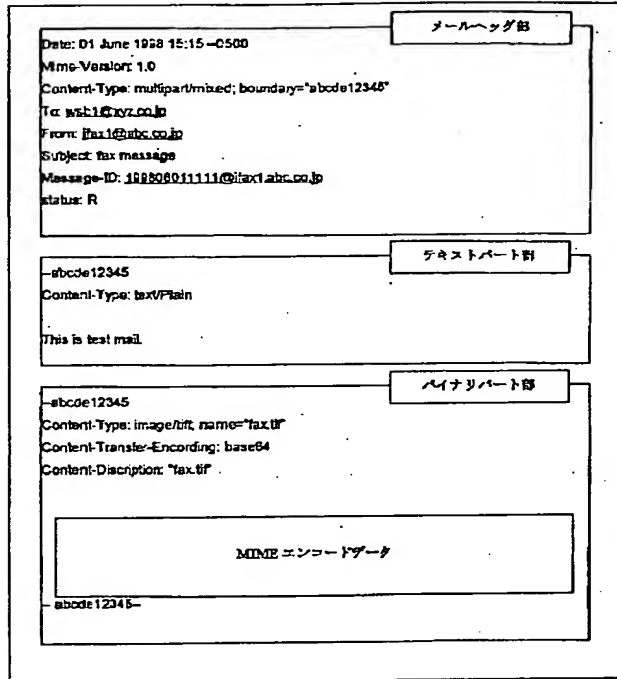 メールヘッダ部
Date: 01 June 1998 15:15 -0500
Mime-Version: 1.0
Content-Type: multipart/mixed; boundary="abcde12345"
To: wsb1@xyz.co.jp
From: ifax1@abc.co.jp
Subject: fax message
Message-ID: 199806011111@ifax1.abc.co.jp
status: R
テキストパート部
--abcde12345
Content-Type: text/Plain
This is test mail.
バイナリパート部
--abcde12345
Content-Type: image/tiff; name="fax.tif"
Content-Transfer-Encording: base64
Content-Discription: "fax.tif"
MIME エンコードデータ
-- abcde12345--